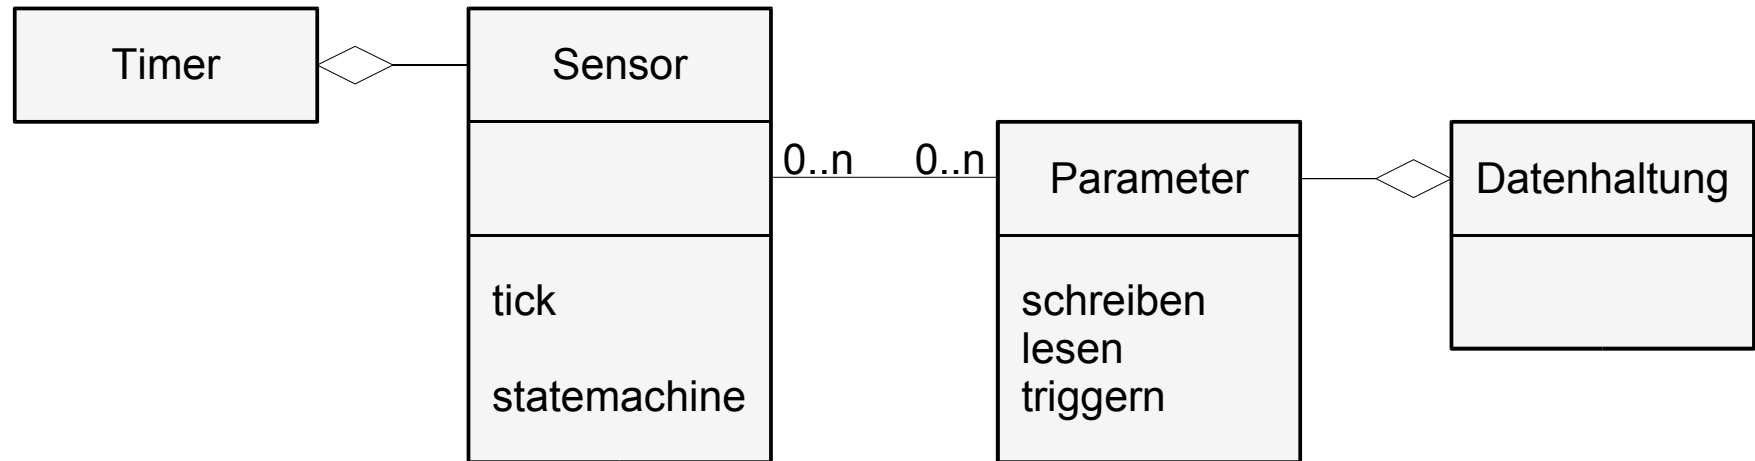 Timer
Sensor
tick
statemachine
0..n 0..n
Parameter
schreiben
lesen
triggern
Datenhaltung